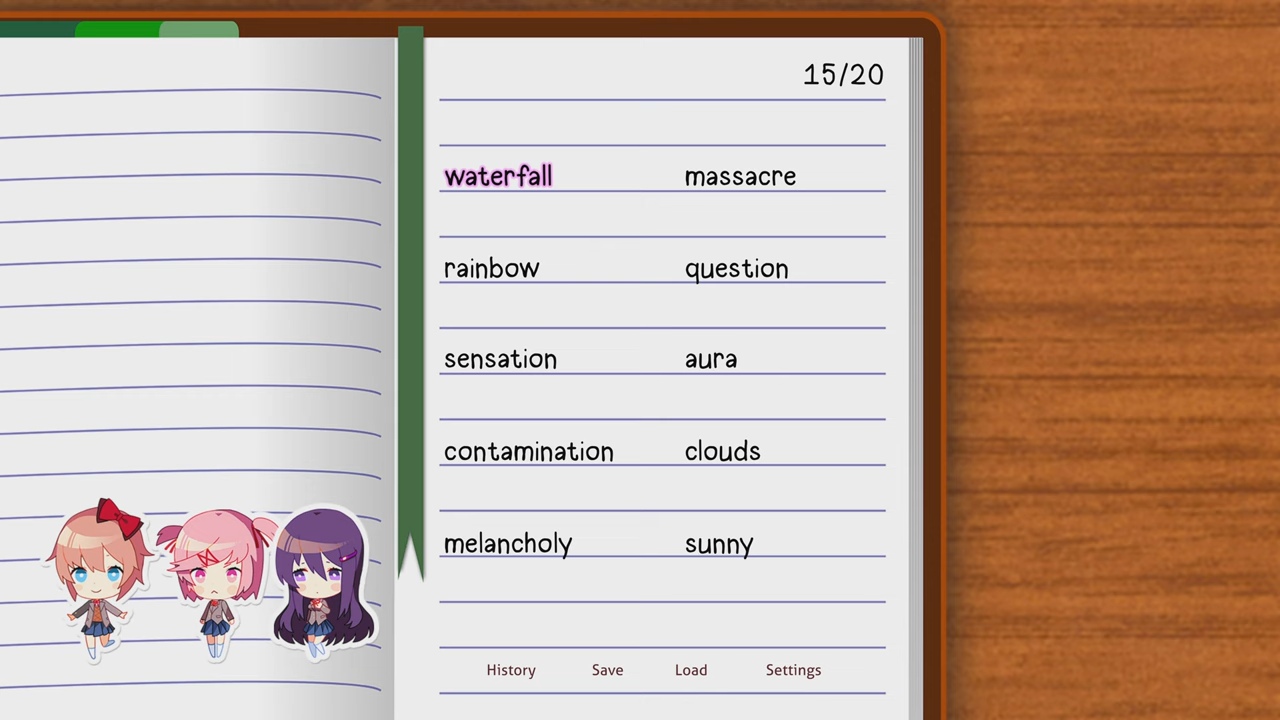 15/20
waterfall massacre
rainbow question
sensation aura
contamination clouds
melancholy sunny
History Save Load Settings